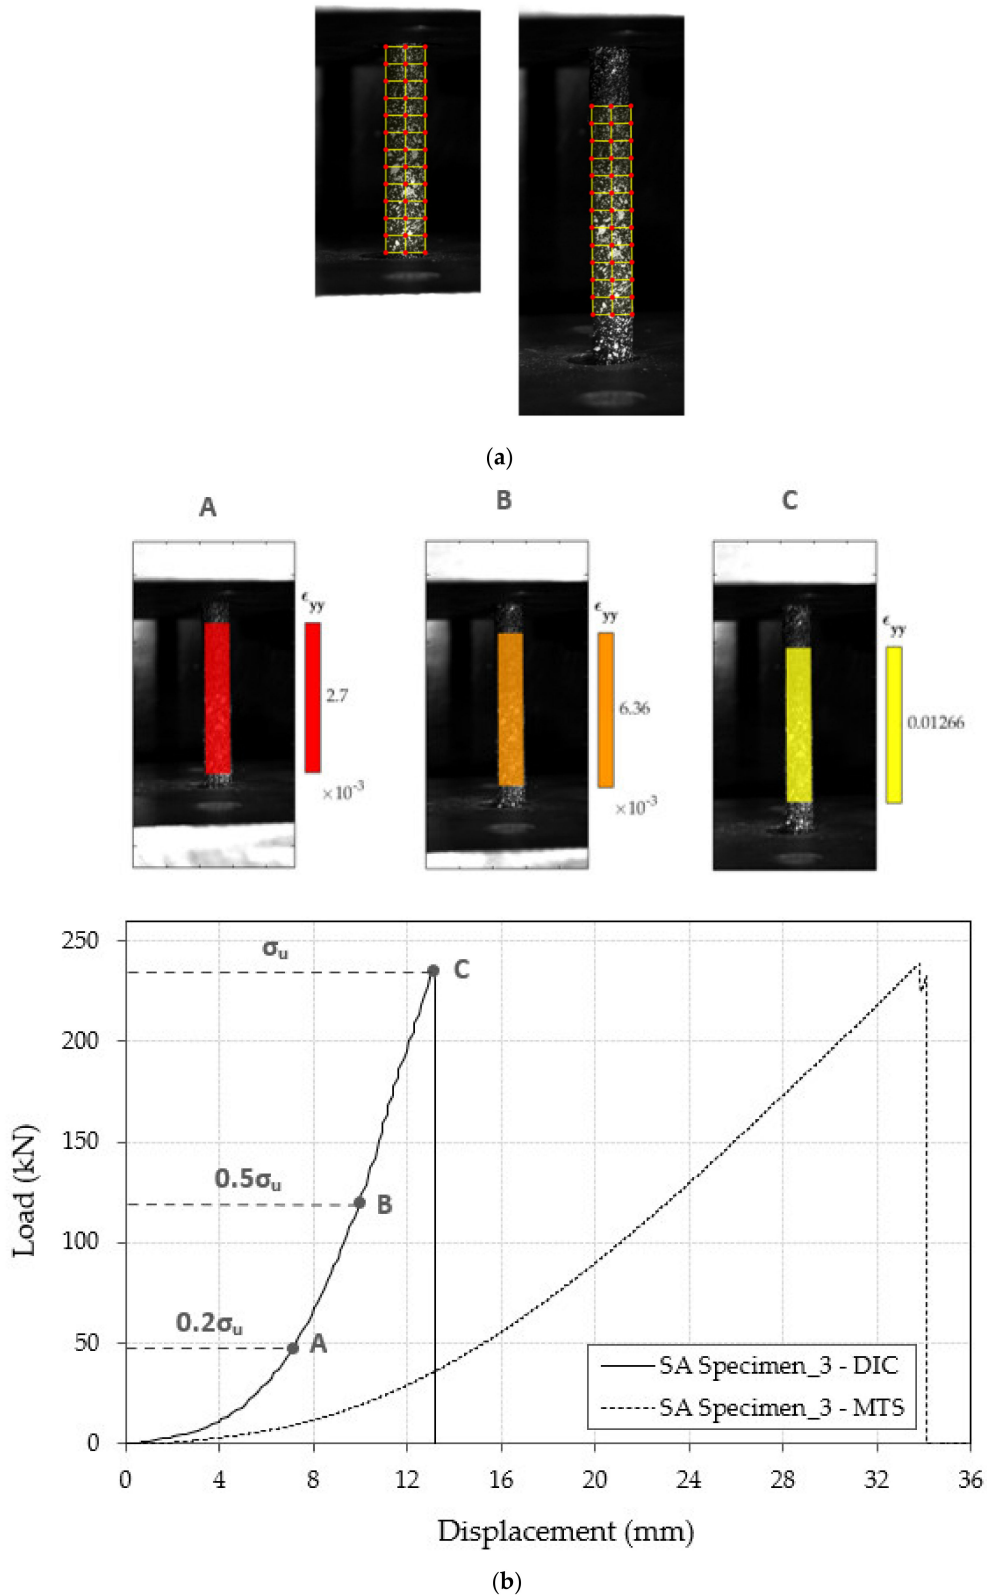 (a)
A B C
ϵyy ϵyy ϵyy
2.7 6.36 0.01266
×10⁻³ ×10⁻³
250
200
150
100
50
0
Load (kN)
σᵤ
C
0.5σᵤ
B
0.2σᵤ
A
SA Specimen_3 - DIC
SA Specimen_3 - MTS
0 4 8 12 16 20 24 28 32 36
Displacement (mm)
(b)